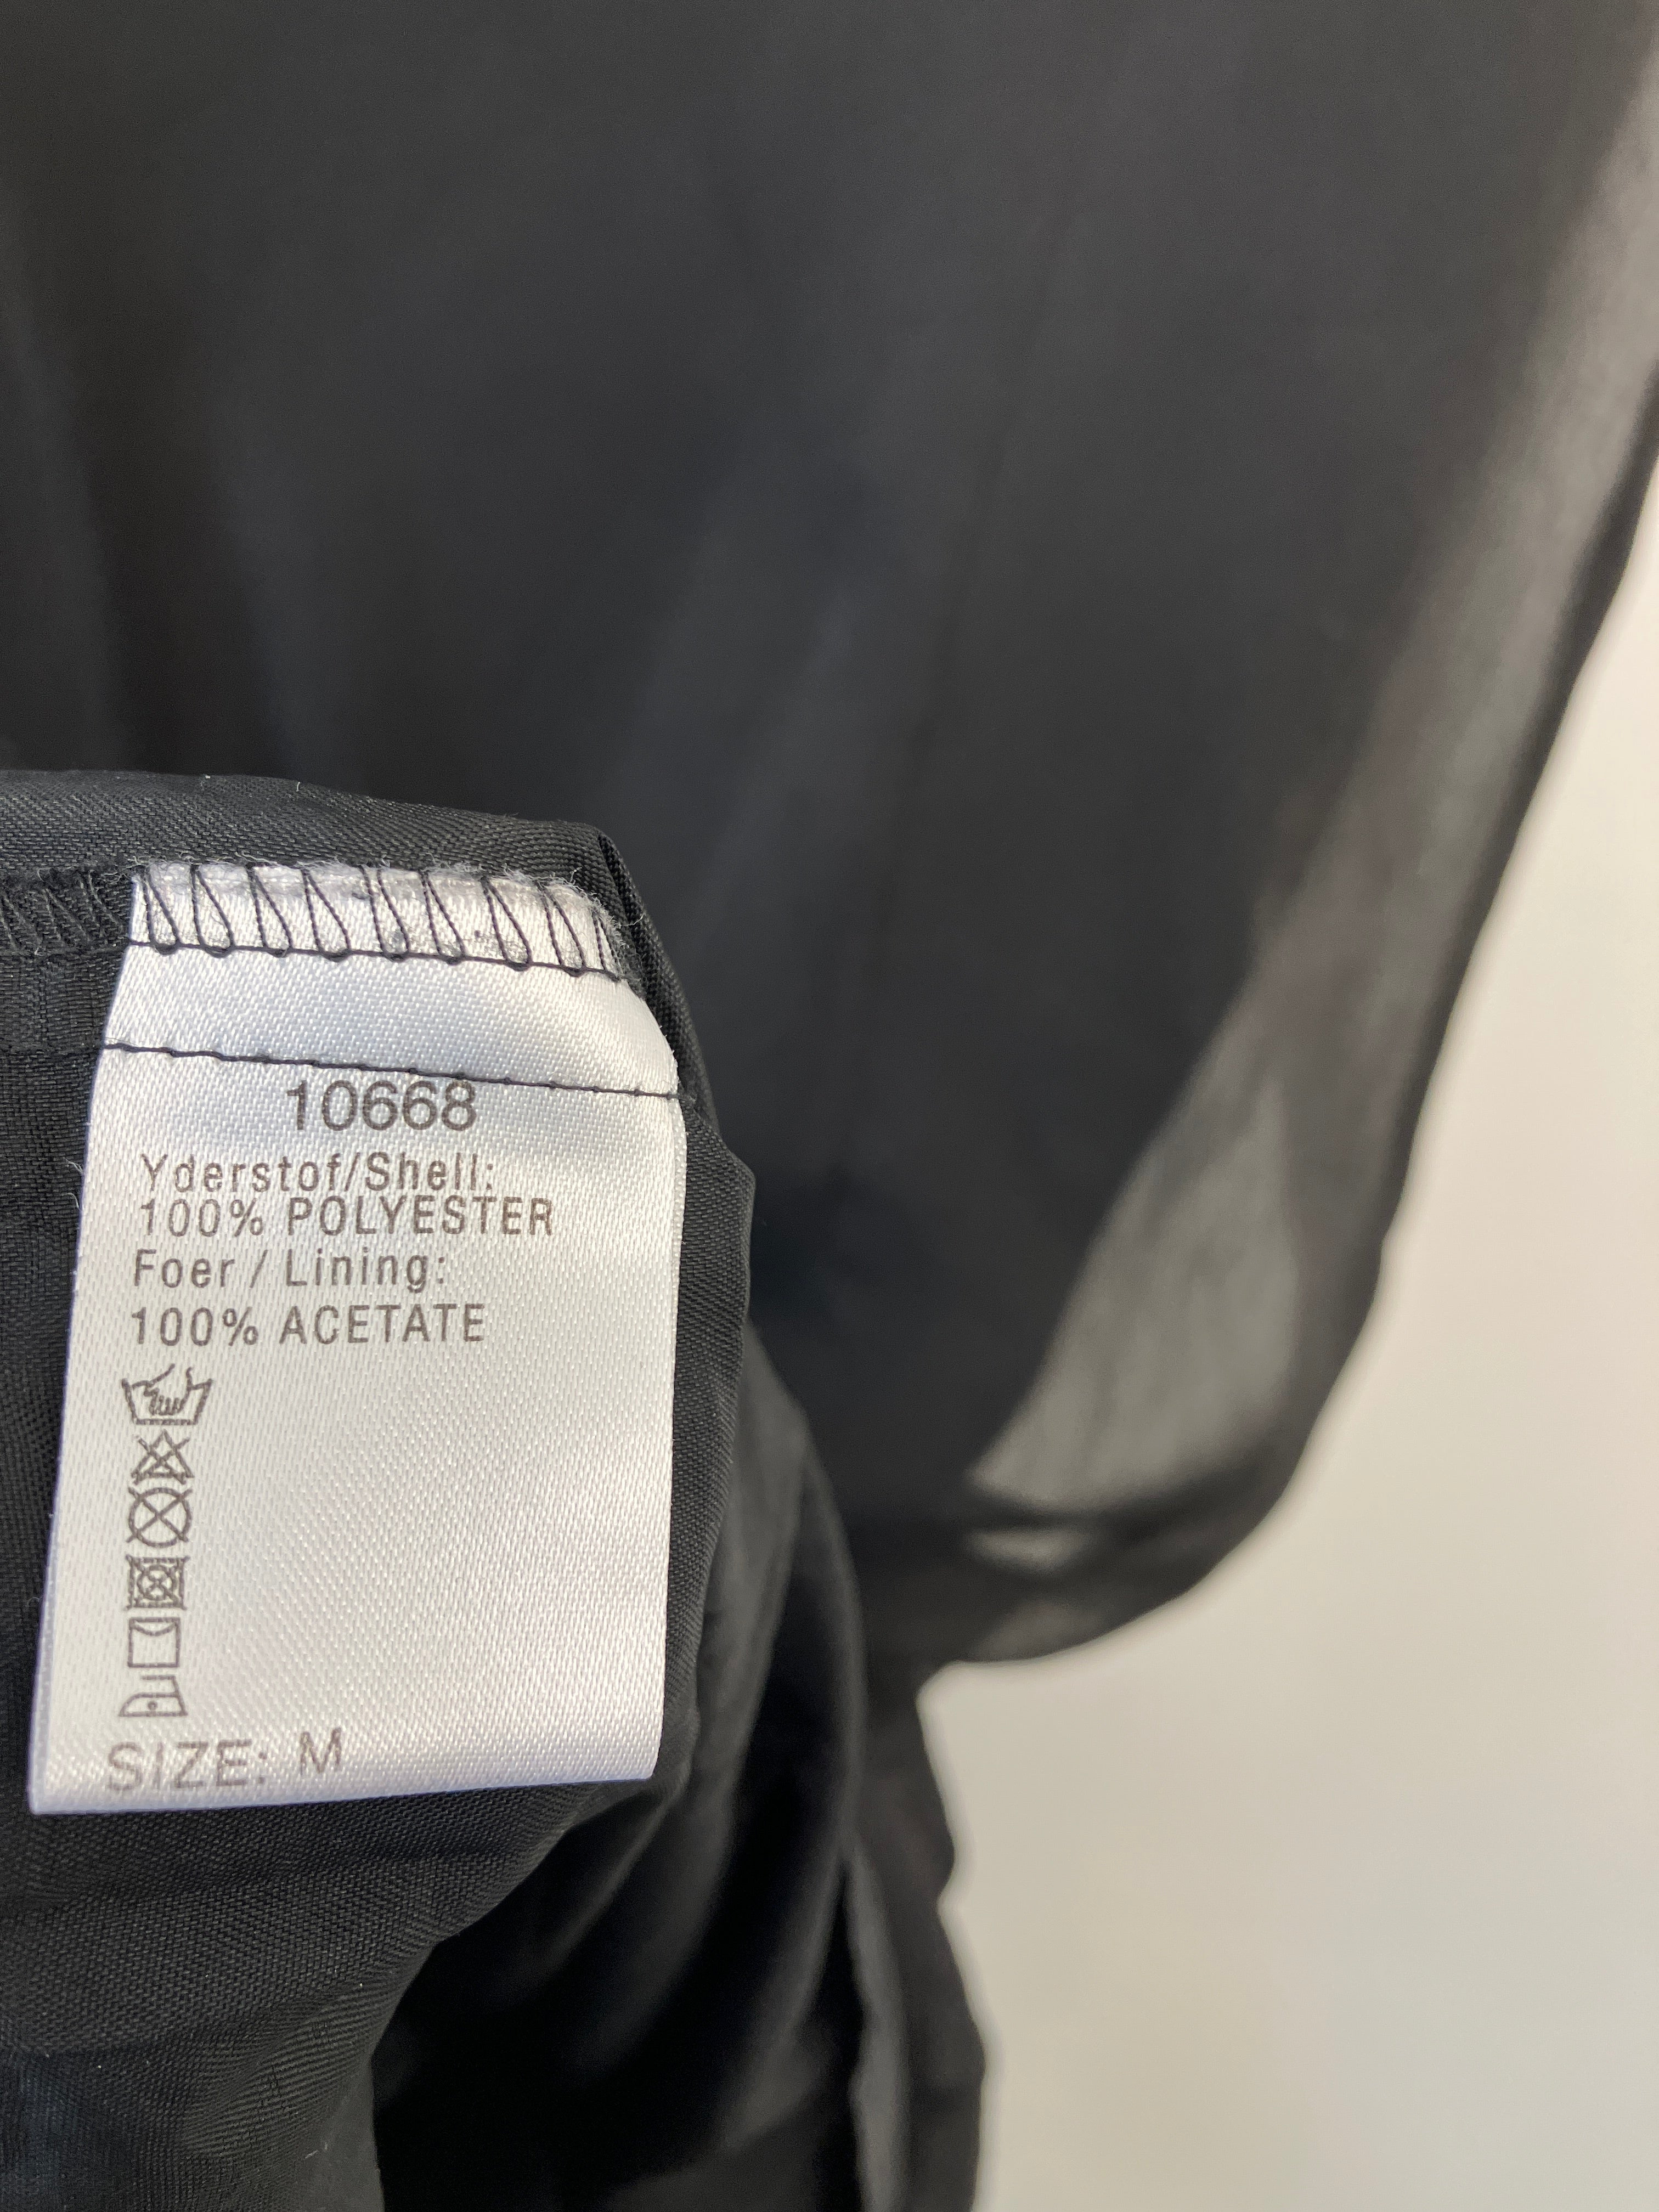 10668
Yderstof/Shell:
100% POLYESTER
Foer / Lining:
100% ACETATE
SIZE: M